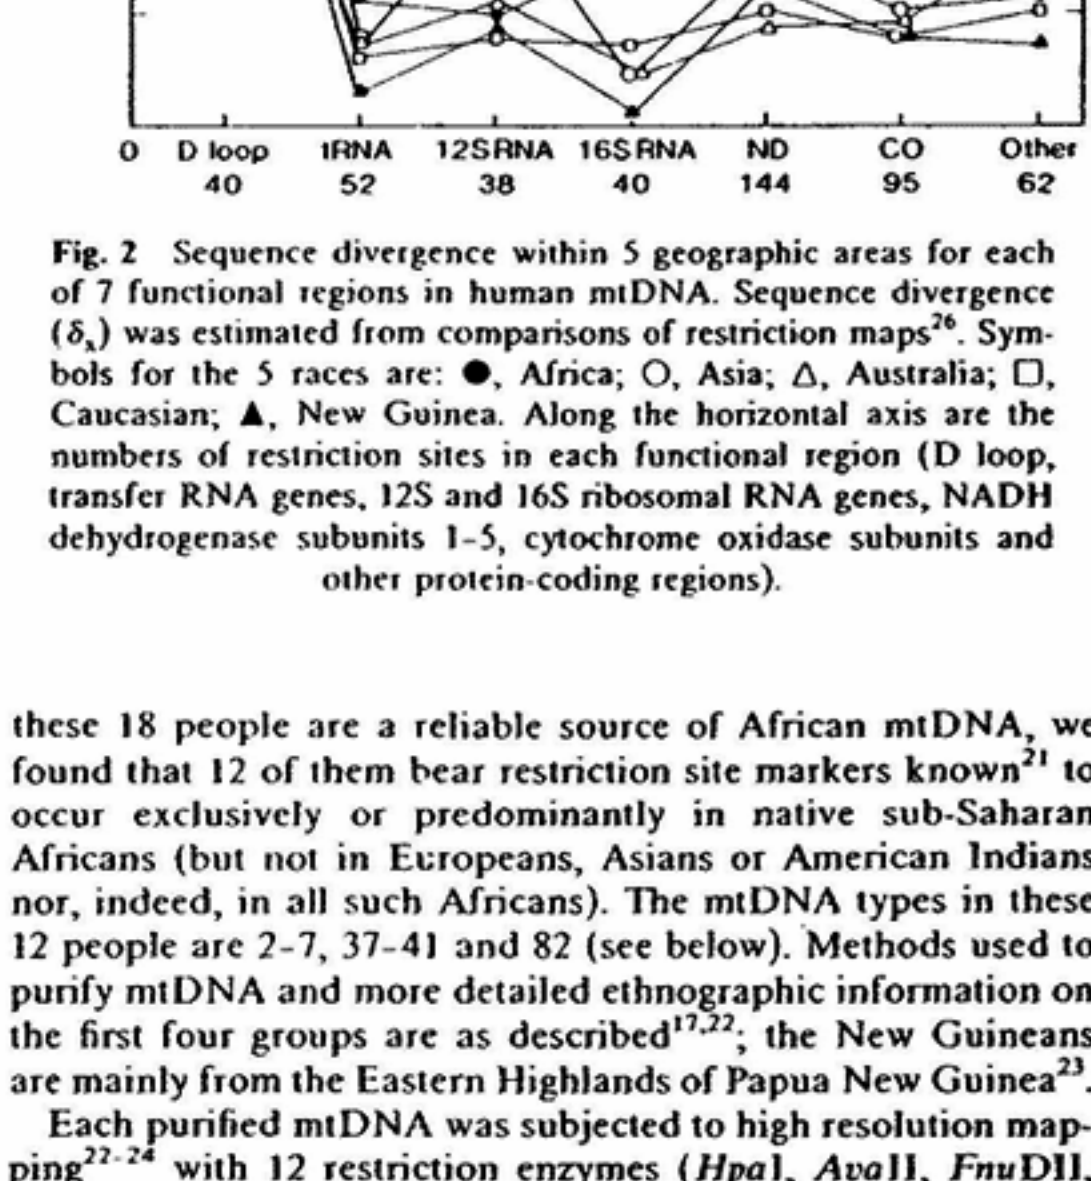 0 D loop tRNA 12S RNA 16S RNA ND CO Other
40 52 38 40 144 95 62
Fig. 2 Sequence divergence within 5 geographic areas for each
of 7 functional regions in human mtDNA. Sequence divergence
(δx) was estimated from comparisons of restriction maps26. Sym-
bols for the 5 races are: ●, Africa; ○, Asia; △, Australia; □,
Caucasian; ▲, New Guinea. Along the horizontal axis are the
numbers of restriction sites in each functional region (D loop,
transfer RNA genes, 12S and 16S ribosomal RNA genes, NADH
dehydrogenase subunits 1-5, cytochrome oxidase subunits and
other protein-coding regions).
these 18 people are a reliable source of African mtDNA, we
found that 12 of them bear restriction site markers known21 to
occur exclusively or predominantly in native sub-Saharan
Africans (but not in Europeans, Asians or American Indians
nor, indeed, in all such Africans). The mtDNA types in these
12 people are 2-7, 37-41 and 82 (see below). Methods used to
purify mtDNA and more detailed ethnographic information on
the first four groups are as described17,22; the New Guineans
are mainly from the Eastern Highlands of Papua New Guinea23.
Each purified mtDNA was subjected to high resolution map-
ping22-24 with 12 restriction enzymes (HpaI, AvaII, FnuDII,